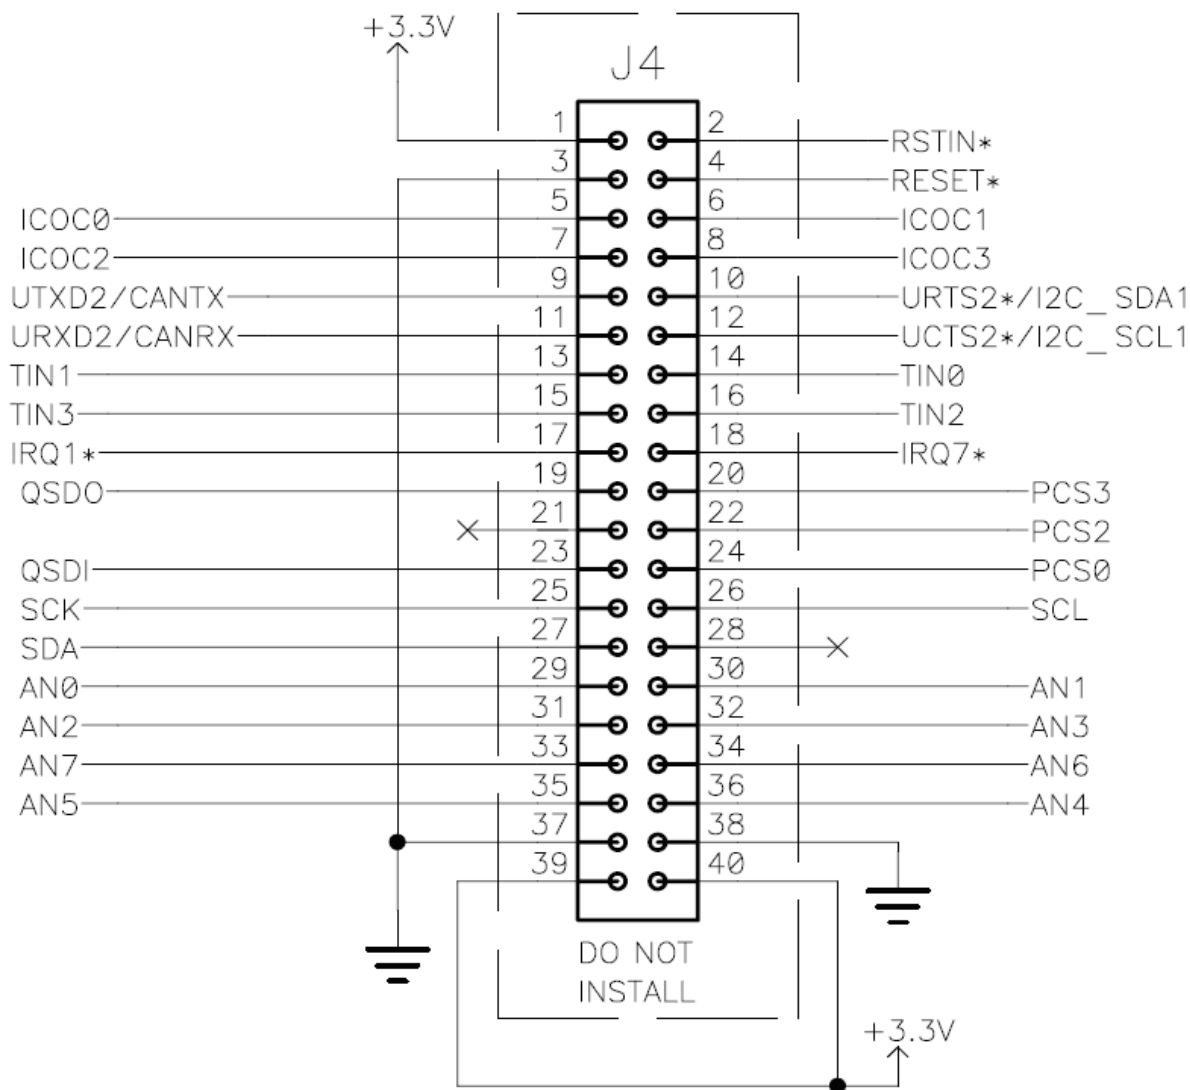 +3.3V
J4
1 2 RSTIN*
3 4 RESET*
ICOC0 5 6 ICOC1
ICOC2 7 8 ICOC3
UTXD2/CANTX 9 10 URTS2*/I2C_SDA1
URXD2/CANRX 11 12 UCTS2*/I2C_SCL1
TIN1 13 14 TIN0
TIN3 15 16 TIN2
IRQ1* 17 18 IRQ7*
QSDO 19 20 PCS3
21 22 PCS2
QSDI 23 24 PCS0
SCK 25 26 SCL
SDA 27 28
AN0 29 30 AN1
AN2 31 32 AN3
AN7 33 34 AN6
AN5 35 36 AN4
37 38
39 40
DO NOT
INSTALL
+3.3V